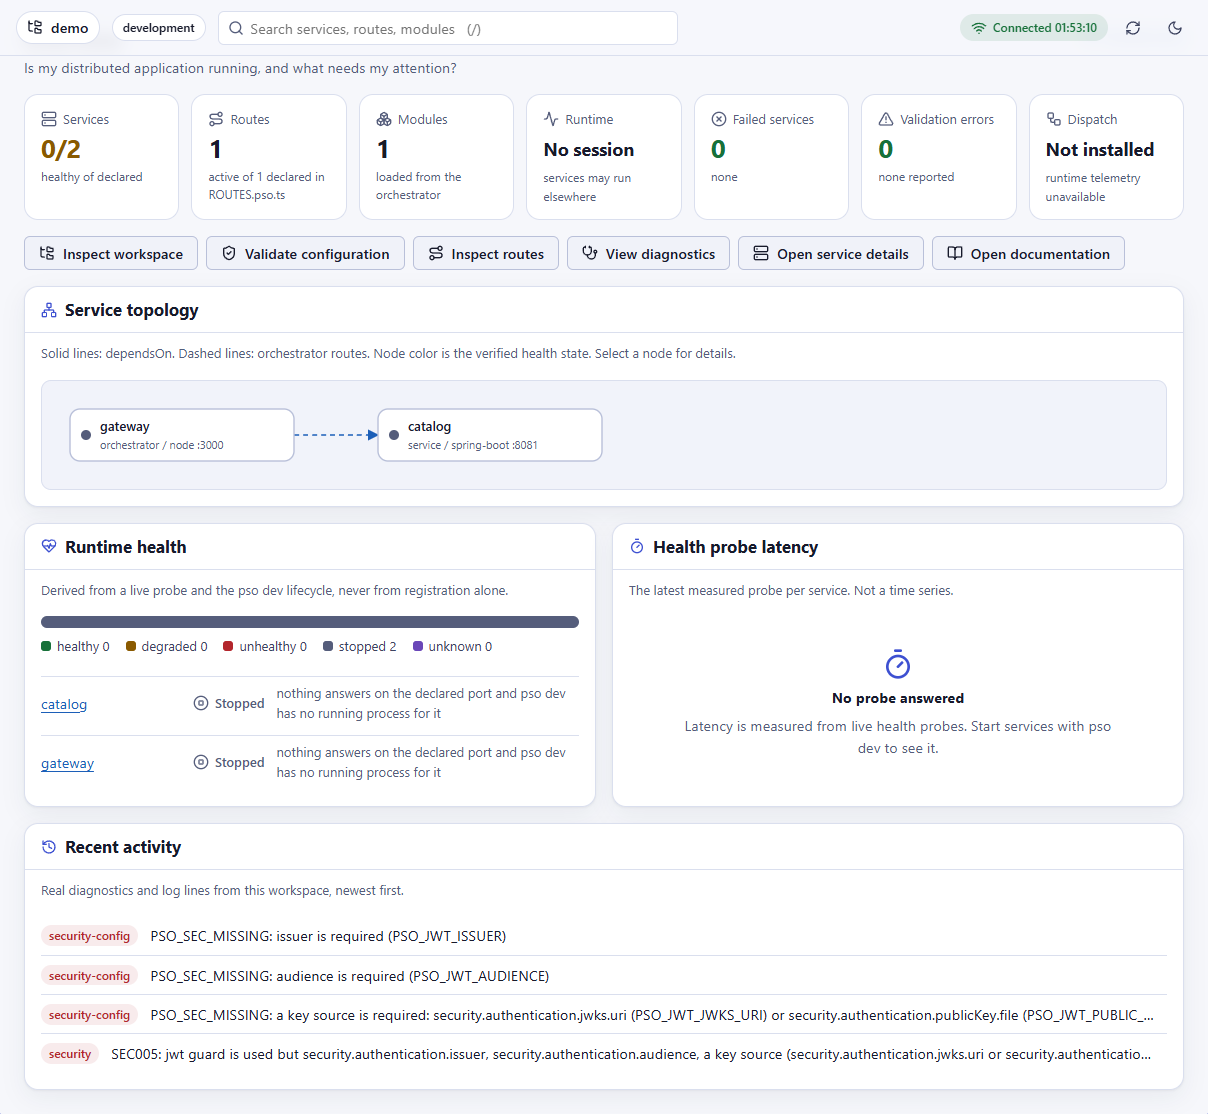 demo
development
Search services, routes, modules (/)
Connected 01:53:10
Is my distributed application running, and what needs my attention?
Services
0/2
healthy of declared
Routes
1
active of 1 declared in
ROUTES.pso.ts
Modules
1
loaded from the
orchestrator
Runtime
No session
services may run
elsewhere
Failed services
0
none
Validation errors
0
none reported
Dispatch
Not installed
runtime telemetry
unavailable
Inspect workspace
Validate configuration
Inspect routes
View diagnostics
Open service details
Open documentation
Service topology
Solid lines: dependsOn. Dashed lines: orchestrator routes. Node color is the verified health state. Select a node for details.
gateway
orchestrator / node :3000
catalog
service / spring-boot :8081
Runtime health
Derived from a live probe and the pso dev lifecycle, never from registration alone.
healthy 0
degraded 0
unhealthy 0
stopped 2
unknown 0
catalog
Stopped
nothing answers on the declared port and pso dev
has no running process for it
gateway
Stopped
nothing answers on the declared port and pso dev
has no running process for it
Health probe latency
The latest measured probe per service. Not a time series.
No probe answered
Latency is measured from live health probes. Start services with pso
dev to see it.
Recent activity
Real diagnostics and log lines from this workspace, newest first.
security-config PSO_SEC_MISSING: issuer is required (PSO_JWT_ISSUER)
security-config PSO_SEC_MISSING: audience is required (PSO_JWT_AUDIENCE)
security-config PSO_SEC_MISSING: a key source is required: security.authentication.jwks.uri (PSO_JWT_JWKS_URI) or security.authentication.publicKey.file (PSO_JWT_PUBLIC_...
security SEC005: jwt guard is used but security.authentication.issuer, security.authentication.audience, a key source (security.authentication.jwks.uri or security.authenticatio...